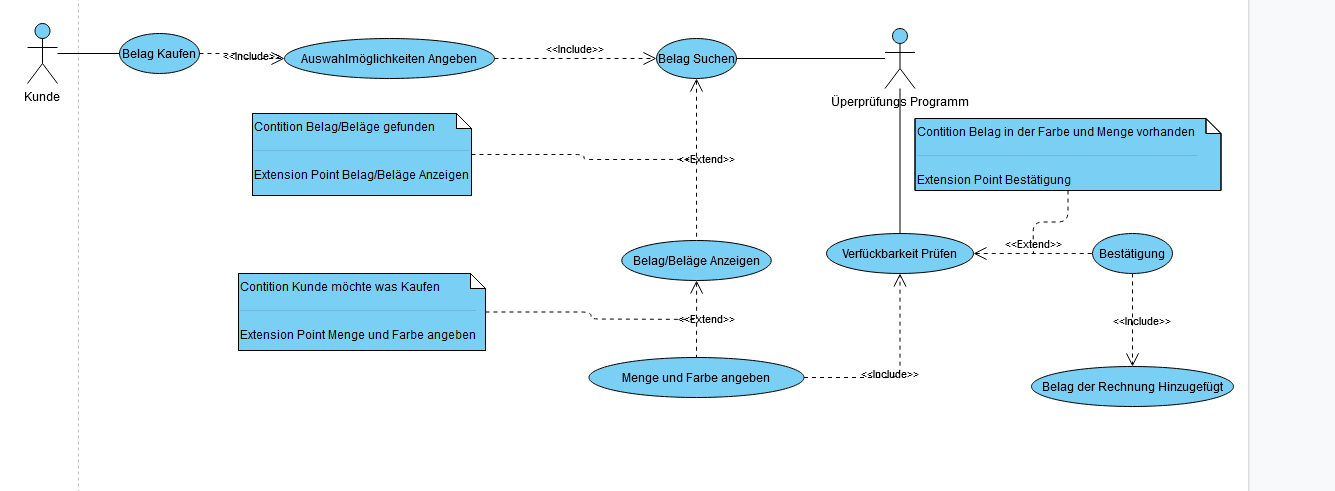 Kunde
Belag Kaufen
<<Include>>
Auswahlmöglichkeiten Angeben
<<Include>>
Belag Suchen
Üperprüfungs Programm
Contition Belag/Beläge gefunden
Extension Point Belag/Beläge Anzeigen
<<Extend>>
Contition Belag in der Farbe und Menge vorhanden
Extension Point Bestätigung
Belag/Beläge Anzeigen
Verfückbarkeit Prüfen
<<Extend>>
Bestätigung
Contition Kunde möchte was Kaufen
Extension Point Menge und Farbe angeben
<<Extend>>
<<Include>>
Menge und Farbe angeben
<<Include>>
Belag der Rechnung Hinzugefügt